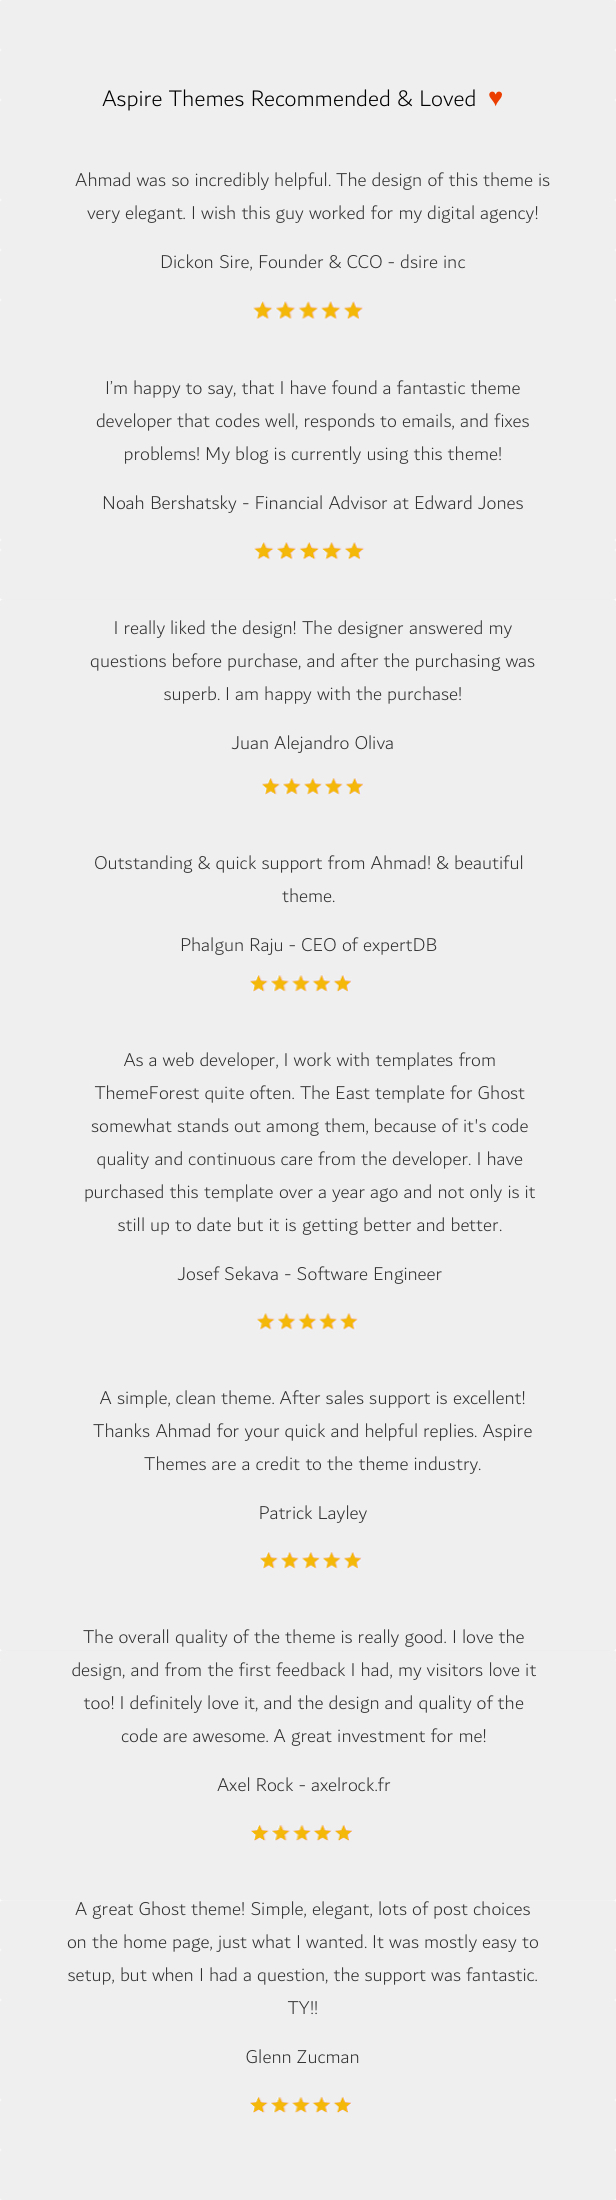 Aspire Themes Recommended & Loved ♥
Ahmad was so incredibly helpful. The design of this theme is
very elegant. I wish this guy worked for my digital agency!
Dickon Sire, Founder & CCO - dsire inc
I'm happy to say, that I have found a fantastic theme
developer that codes well, responds to emails, and fixes
problems! My blog is currently using this theme!
Noah Bershatsky - Financial Advisor at Edward Jones
I really liked the design! The designer answered my
questions before purchase, and after the purchasing was
superb. I am happy with the purchase!
Juan Alejandro Oliva
Outstanding & quick support from Ahmad! & beautiful
theme.
Phalgun Raju - CEO of expertDB
As a web developer, I work with templates from
ThemeForest quite often. The East template for Ghost
somewhat stands out among them, because of it's code
quality and continuous care from the developer. I have
purchased this template over a year ago and not only is it
still up to date but it is getting better and better.
Josef Sekava - Software Engineer
A simple, clean theme. After sales support is excellent!
Thanks Ahmad for your quick and helpful replies. Aspire
Themes are a credit to the theme industry.
Patrick Layley
The overall quality of the theme is really good. I love the
design, and from the first feedback I had, my visitors love it
too! I definitely love it, and the design and quality of the
code are awesome. A great investment for me!
Axel Rock - axelrock.fr
A great Ghost theme! Simple, elegant, lots of post choices
on the home page, just what I wanted. It was mostly easy to
setup, but when I had a question, the support was fantastic.
TY!!
Glenn Zucman